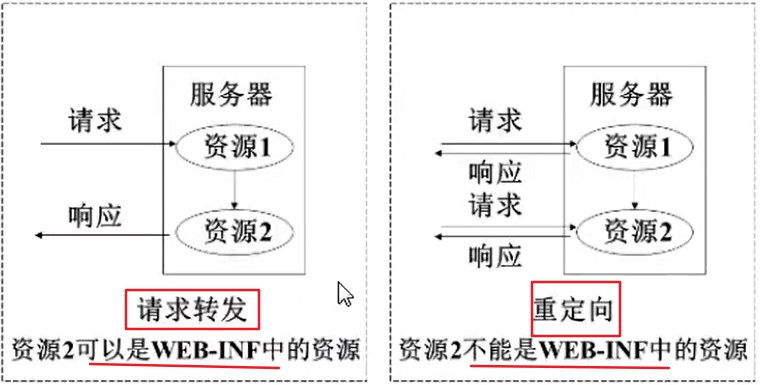 服务器
请求
资源1
响应
资源2
请求转发
资源2可以是WEB-INF中的资源
服务器
请求
资源1
响应
请求
资源2
响应
重定向
资源2不能是WEB-INF中的资源